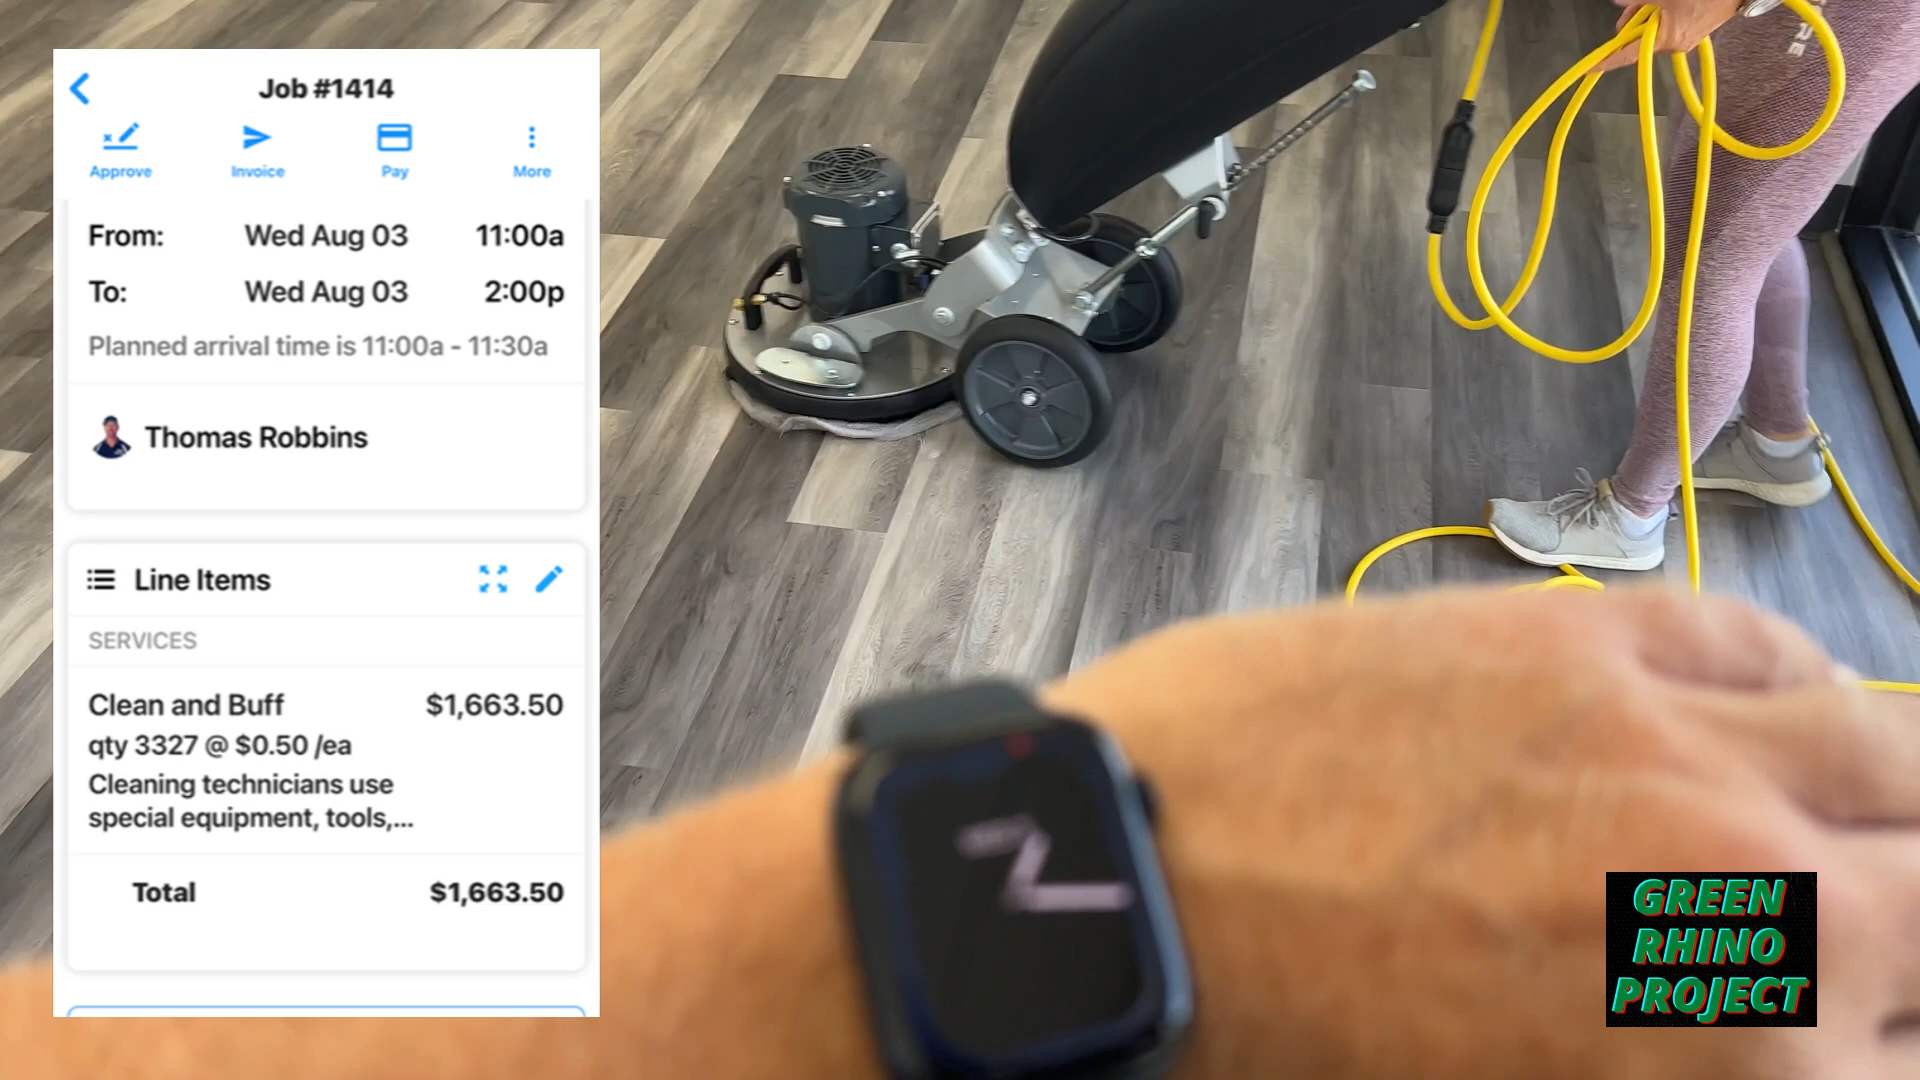 Job #1414
Approve
Invoice
Pay
More
From: Wed Aug 03 11:00a
To: Wed Aug 03 2:00p
Planned arrival time is 11:00a - 11:30a
Thomas Robbins
Line Items
SERVICES
Clean and Buff $1,663.50
qty 3327 @ $0.50 /ea
Cleaning technicians use
special equipment, tools,...
Total $1,663.50
GREEN
RHINO
PROJECT